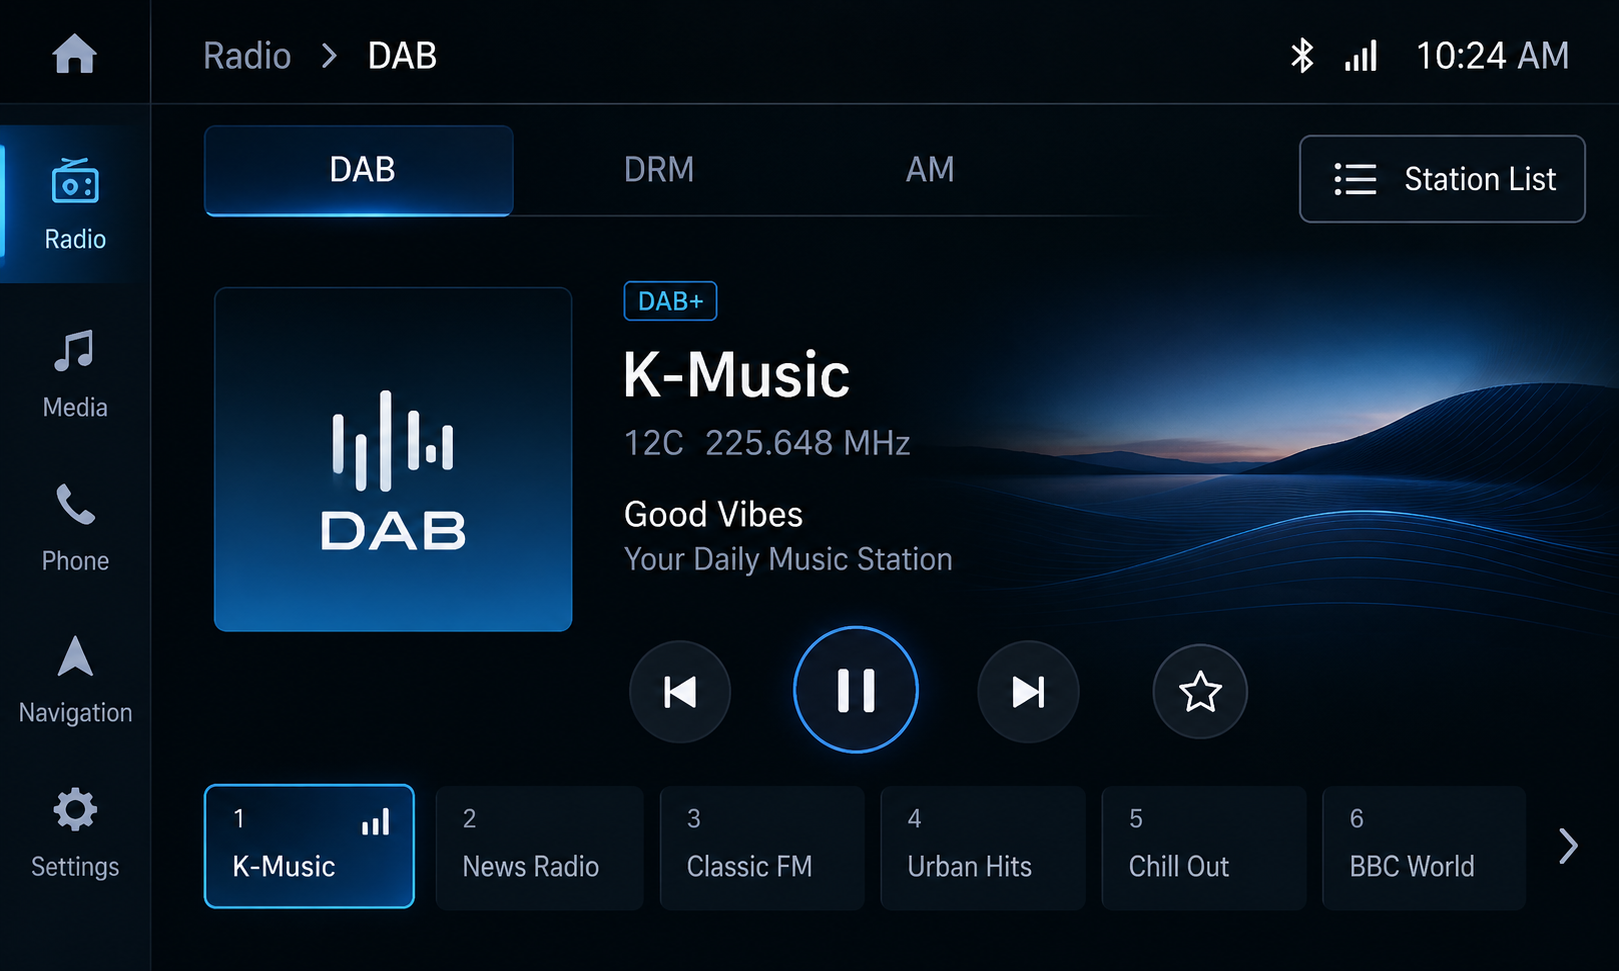 Radio > DAB
10:24 AM
DAB
DRM
AM
Station List
Radio
Media
Phone
Navigation
Settings
DAB
DAB+
K-Music
12C 225.648 MHz
Good Vibes
Your Daily Music Station
1
K-Music
2
News Radio
3
Classic FM
4
Urban Hits
5
Chill Out
6
BBC World